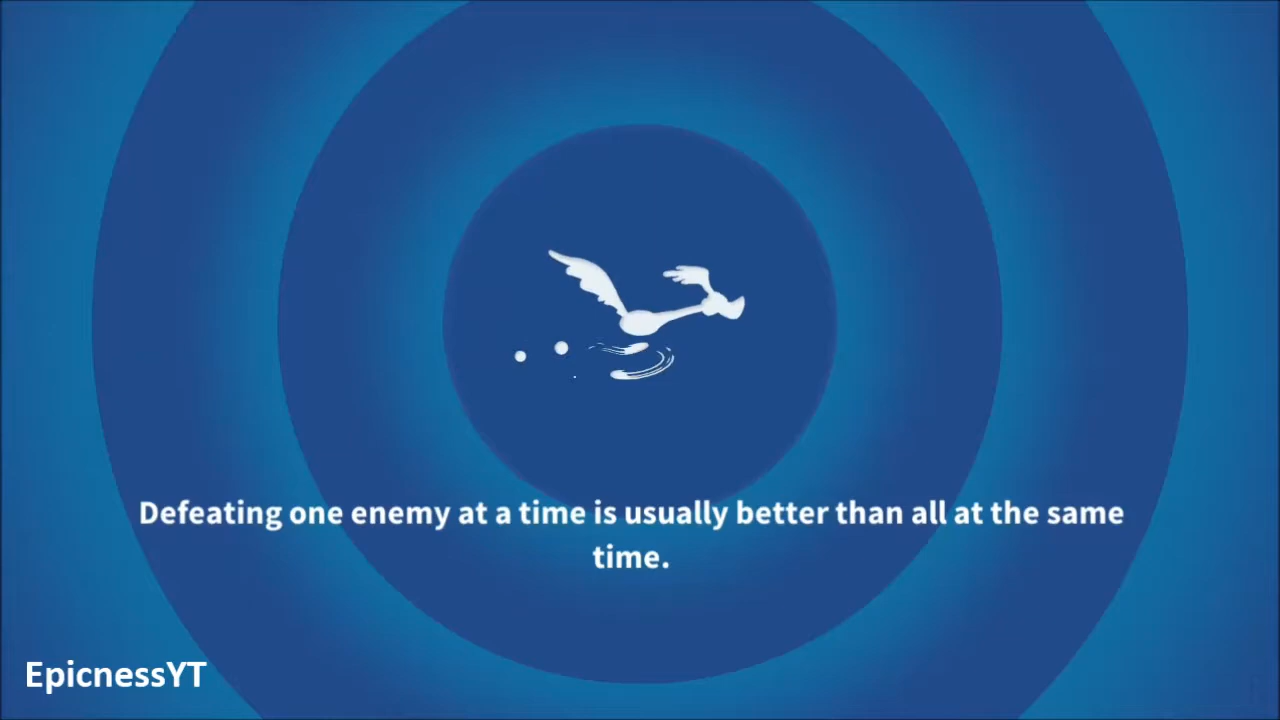 Defeating one enemy at a time is usually better than all at the same
time.
EpicnessYT